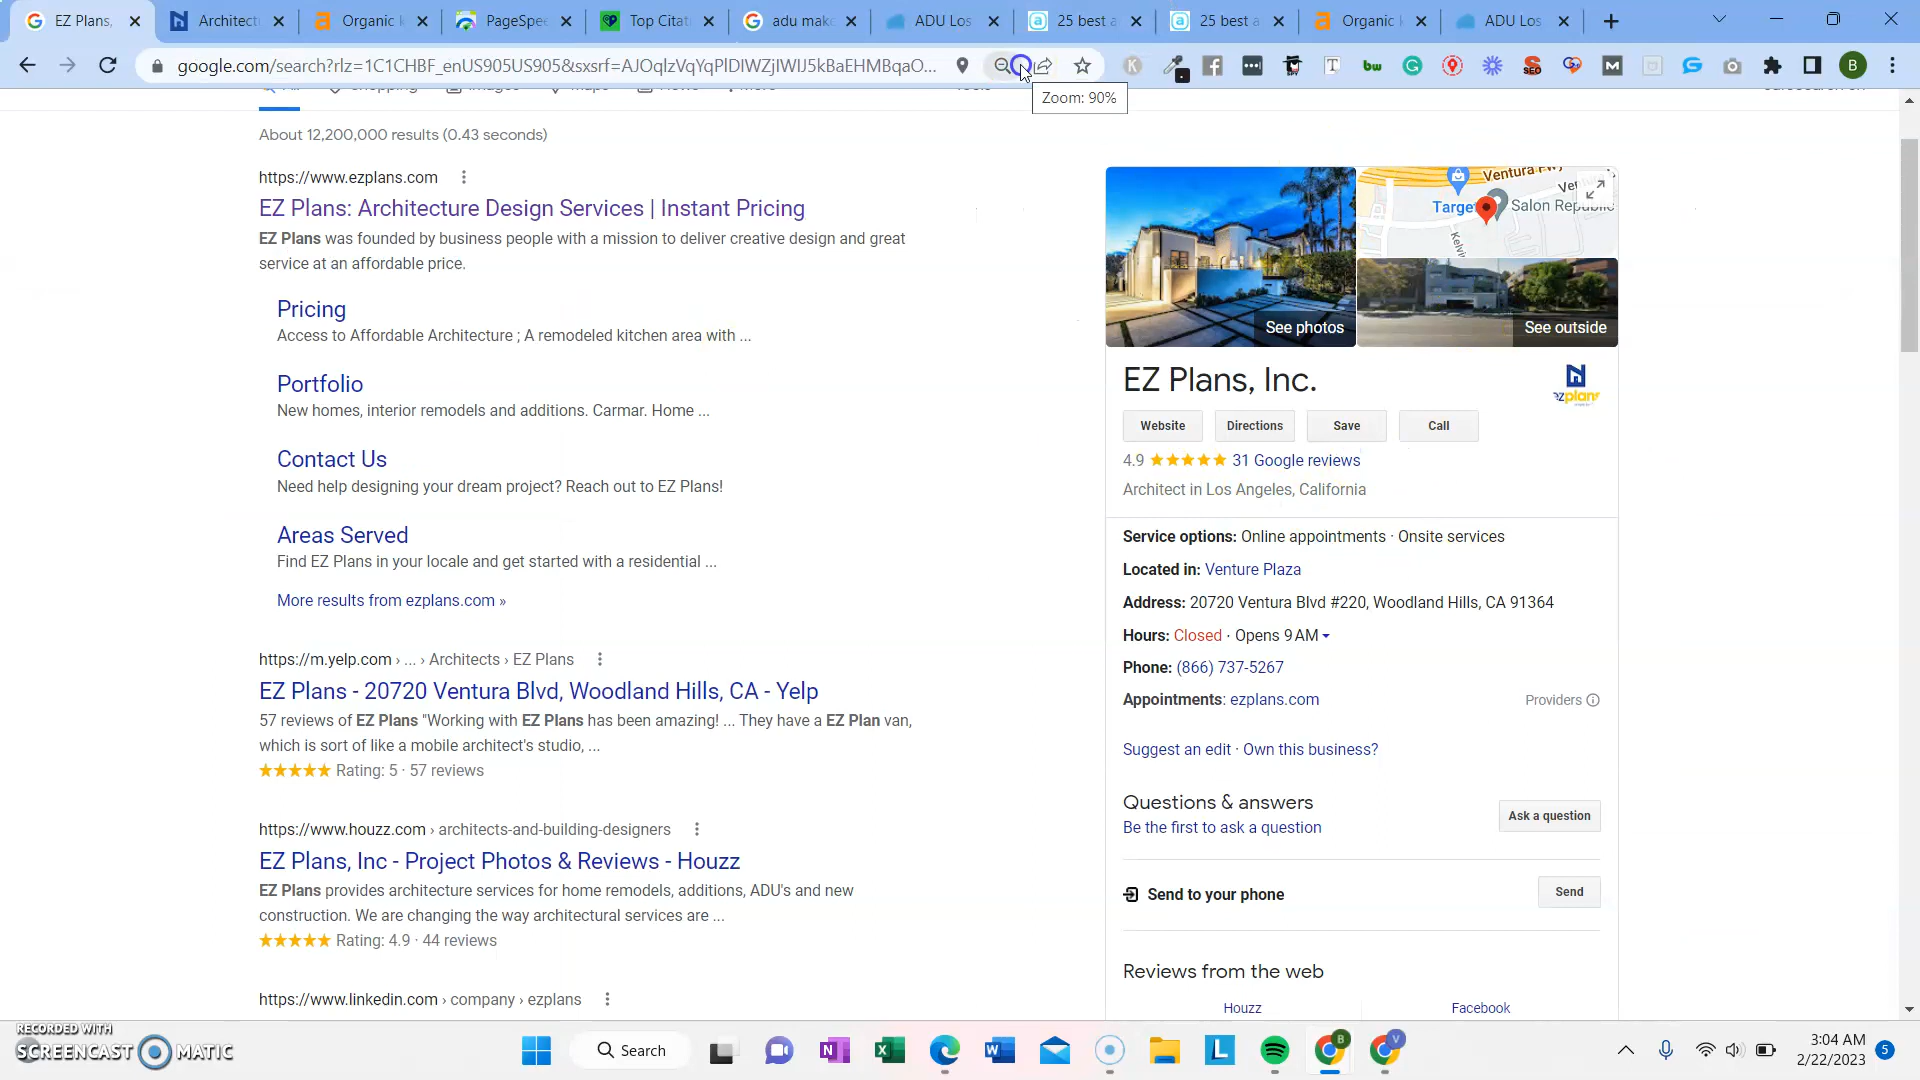 EZ Plans,
Architect
Organic k
PageSpee
Top Citat
adu make
ADU Los
25 best a
25 best a
Organic k
ADU Los
google.com/search?rlz=1C1CHBF_enUS905US905&sxsrf=AJOqlzVqYqPlDlWZjlWlJ5kBaEHMBqaO...
Zoom: 90%
About 12,200,000 results (0.43 seconds)
https://www.ezplans.com
EZ Plans: Architecture Design Services | Instant Pricing
EZ Plans was founded by business people with a mission to deliver creative design and great
service at an affordable price.
Pricing
Access to Affordable Architecture ; A remodeled kitchen area with ...
Portfolio
New homes, interior remodels and additions. Carmar. Home ...
Contact Us
Need help designing your dream project? Reach out to EZ Plans!
Areas Served
Find EZ Plans in your locale and get started with a residential ...
More results from ezplans.com »
https://m.yelp.com › ... › Architects › EZ Plans
EZ Plans - 20720 Ventura Blvd, Woodland Hills, CA - Yelp
57 reviews of EZ Plans "Working with EZ Plans has been amazing! ... They have a EZ Plan van,
which is sort of like a mobile architect's studio, ...
Rating: 5 · 57 reviews
https://www.houzz.com › architects-and-building-designers
EZ Plans, Inc - Project Photos & Reviews - Houzz
EZ Plans provides architecture services for home remodels, additions, ADU's and new
construction. We are changing the way architectural services are ...
Rating: 4.9 · 44 reviews
https://www.linkedin.com › company › ezplans
Ventura Fwy
Target
Salon Republic
Kelvin
See photos
See outside
EZ Plans, Inc.
ezplans
Website
Directions
Save
Call
4.9
31 Google reviews
Architect in Los Angeles, California
Service options: Online appointments · Onsite services
Located in: Venture Plaza
Address: 20720 Ventura Blvd #220, Woodland Hills, CA 91364
Hours: Closed · Opens 9 AM
Phone: (866) 737-5267
Appointments: ezplans.com
Providers
Suggest an edit · Own this business?
Questions & answers
Be the first to ask a question
Ask a question
Send to your phone
Send
Reviews from the web
Houzz
Facebook
RECORDED WITH
SCREENCAST MATIC
Search
3:04 AM
2/22/2023
5